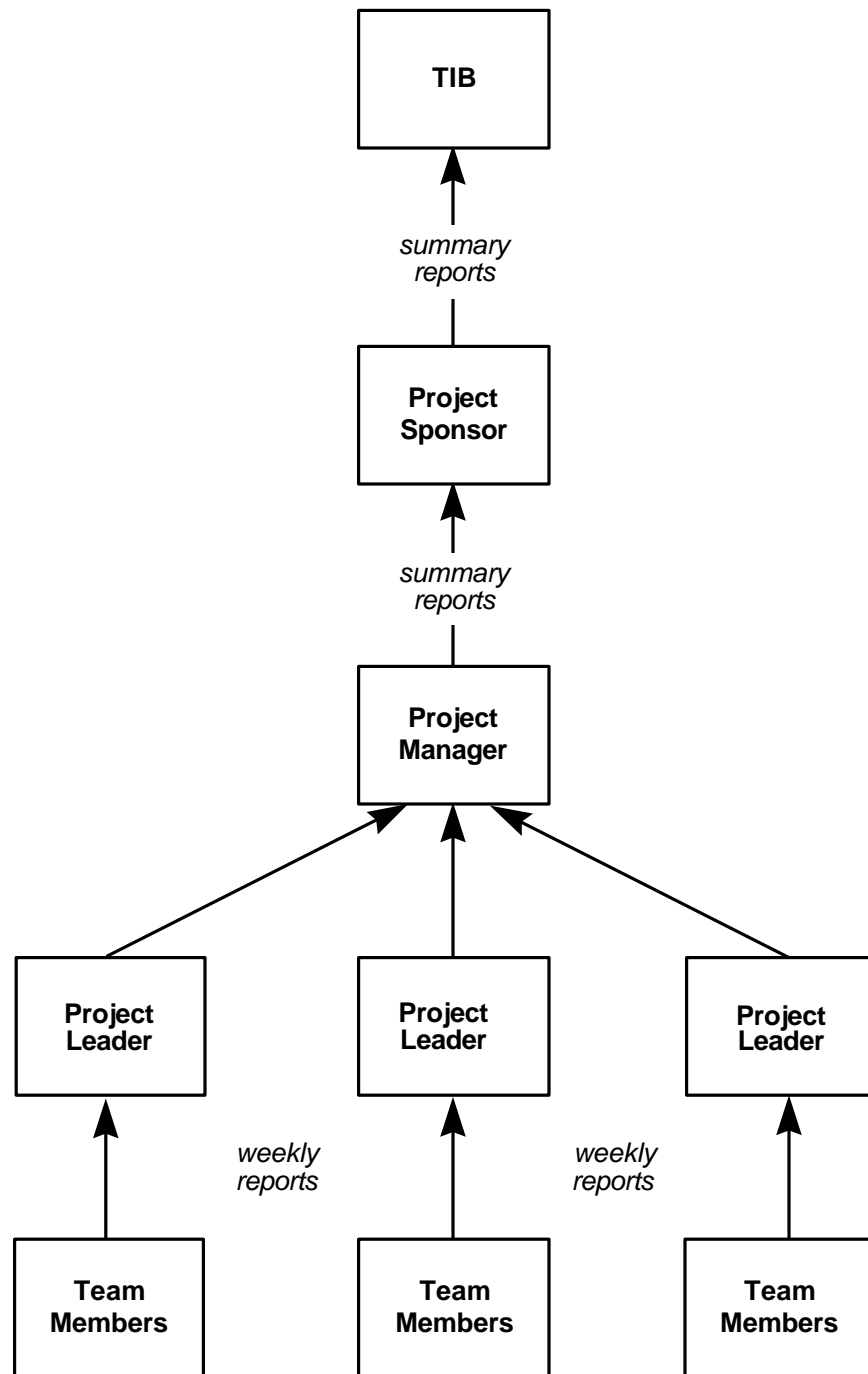 TIB
summary
reports
Project
Sponsor
summary
reports
Project
Manager
Project
Leader
Project
Leader
Project
Leader
weekly
reports
weekly
reports
Team
Members
Team
Members
Team
Members